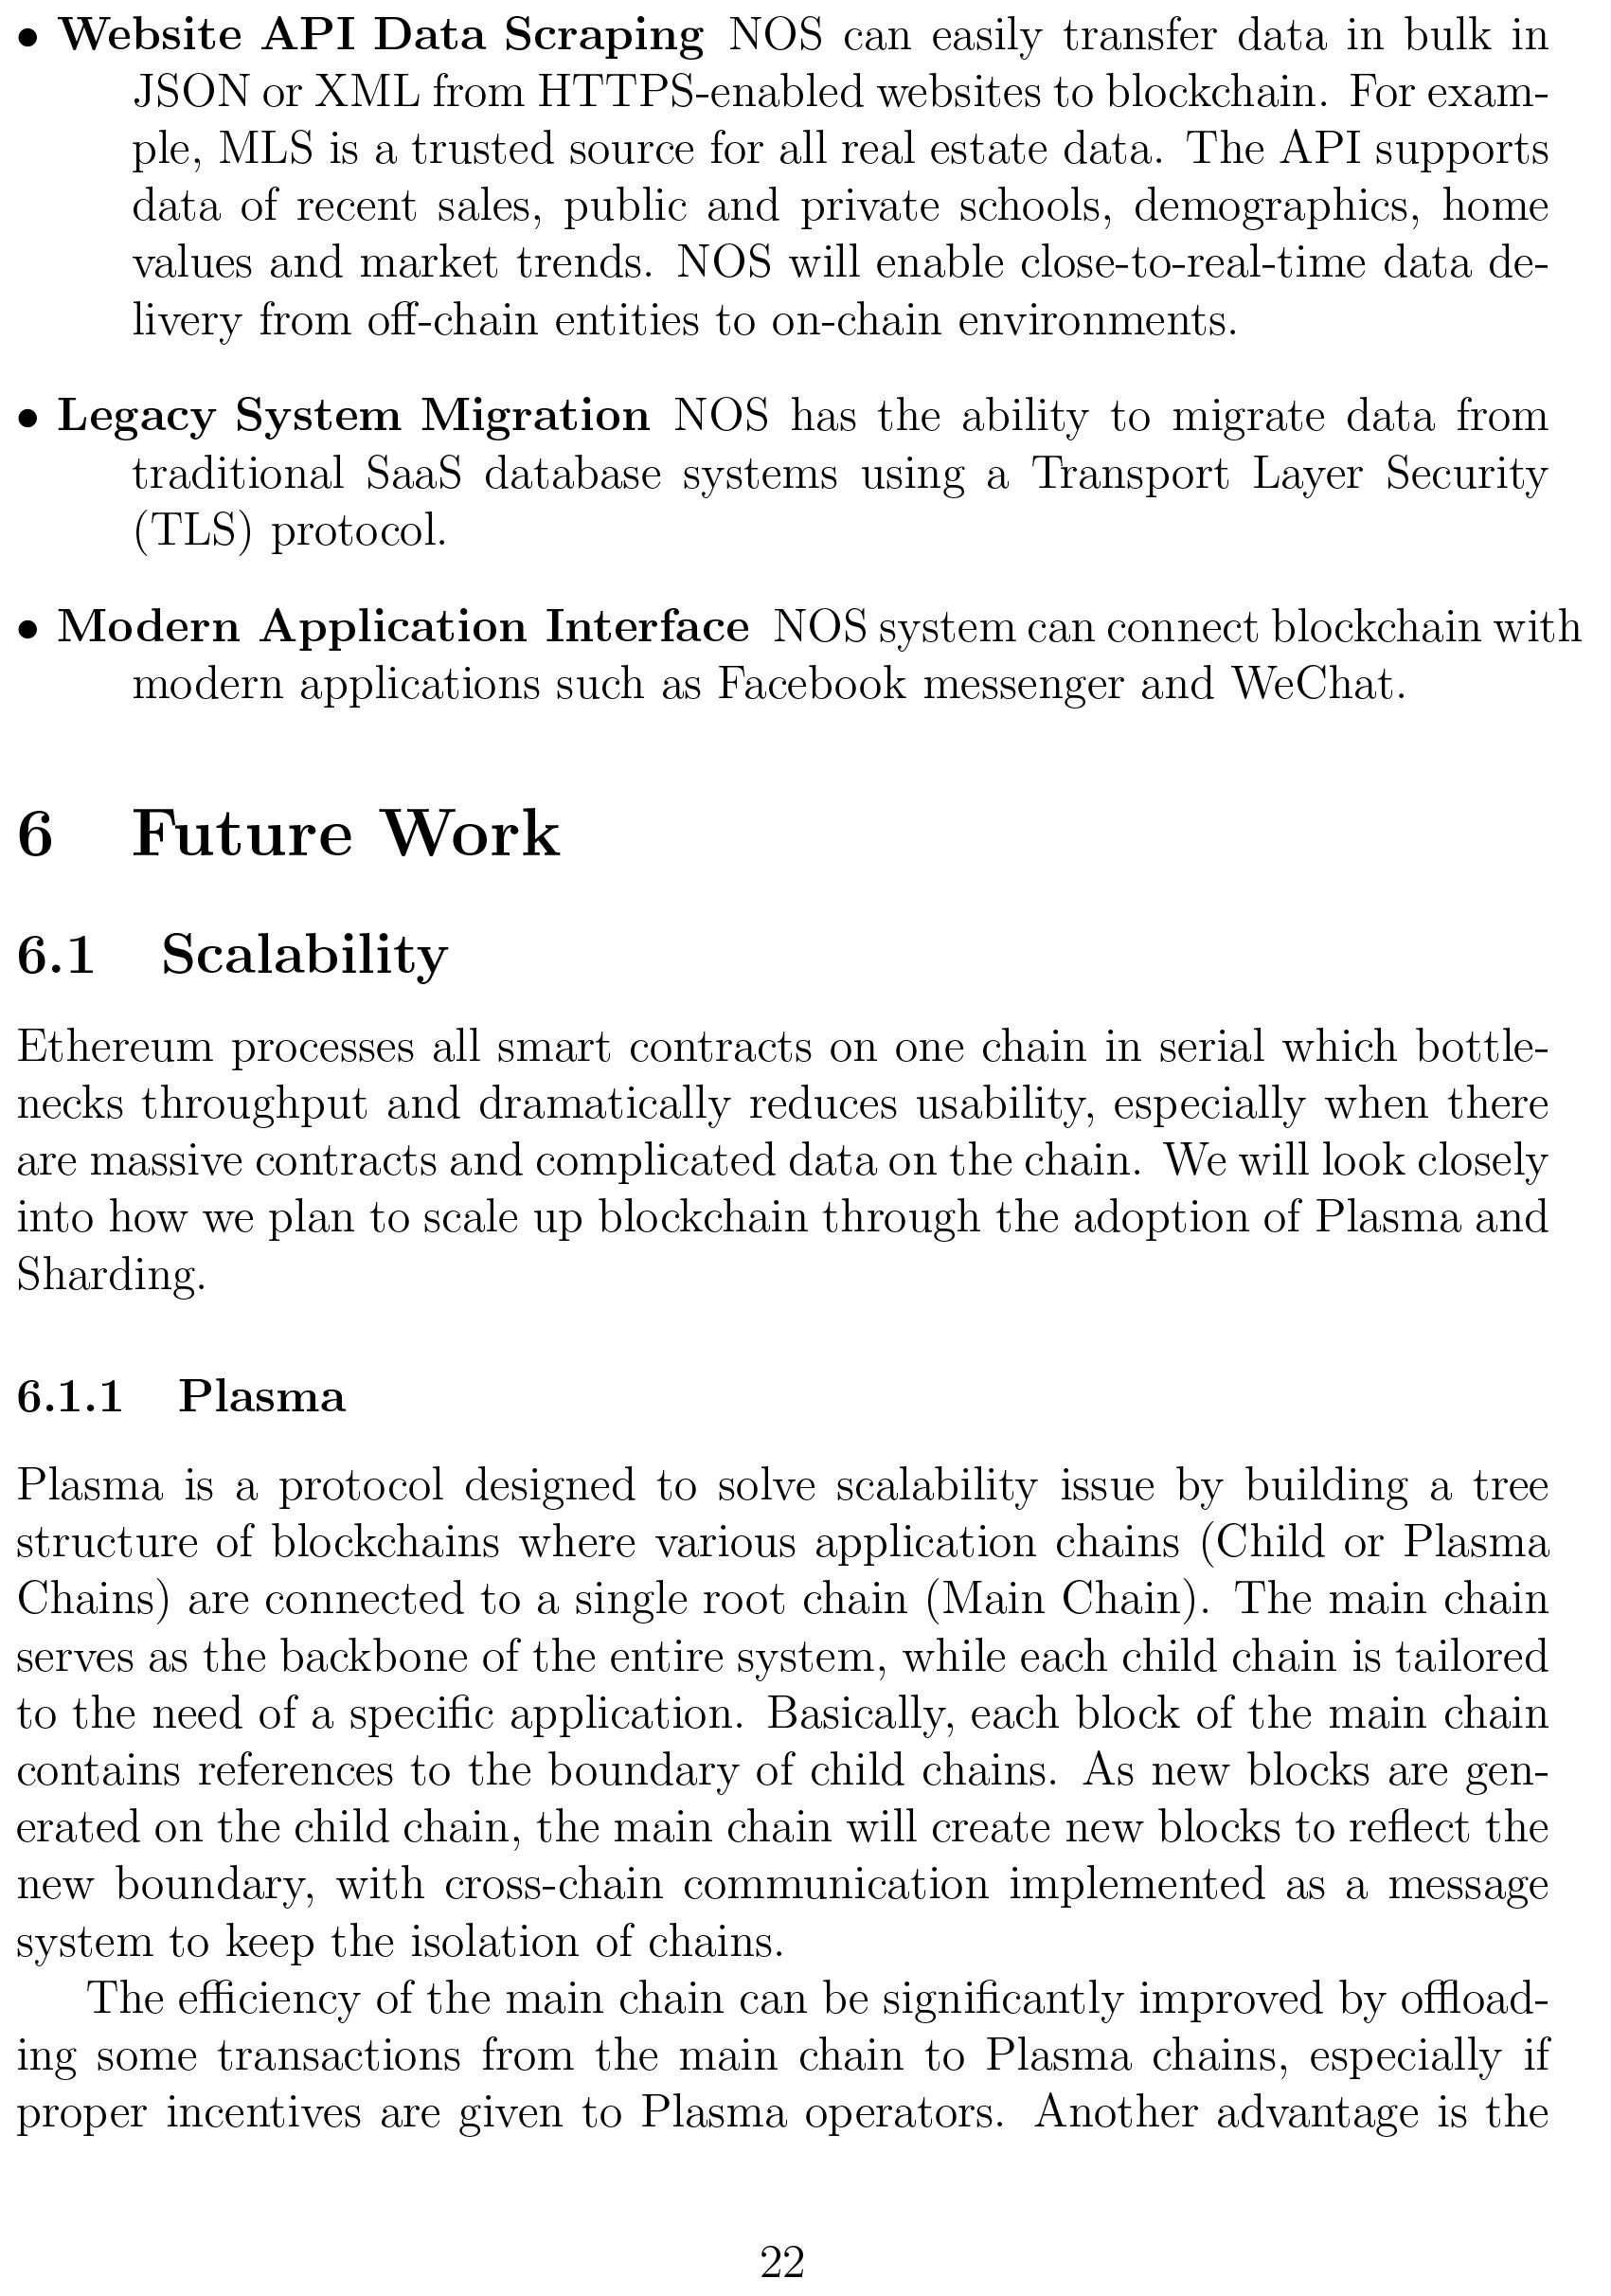 • Website API Data Scraping NOS can easily transfer data in bulk in
JSON or XML from HTTPS-enabled websites to blockchain. For exam-
ple, MLS is a trusted source for all real estate data. The API supports
data of recent sales, public and private schools, demographics, home
values and market trends. NOS will enable close-to-real-time data de-
livery from off-chain entities to on-chain environments.
• Legacy System Migration NOS has the ability to migrate data from
traditional SaaS database systems using a Transport Layer Security
(TLS) protocol.
• Modern Application Interface NOS system can connect blockchain with
modern applications such as Facebook messenger and WeChat.
6 Future Work
6.1 Scalability
Ethereum processes all smart contracts on one chain in serial which bottle-
necks throughput and dramatically reduces usability, especially when there
are massive contracts and complicated data on the chain. We will look closely
into how we plan to scale up blockchain through the adoption of Plasma and
Sharding.
6.1.1 Plasma
Plasma is a protocol designed to solve scalability issue by building a tree
structure of blockchains where various application chains (Child or Plasma
Chains) are connected to a single root chain (Main Chain). The main chain
serves as the backbone of the entire system, while each child chain is tailored
to the need of a specific application. Basically, each block of the main chain
contains references to the boundary of child chains. As new blocks are gen-
erated on the child chain, the main chain will create new blocks to reflect the
new boundary, with cross-chain communication implemented as a message
system to keep the isolation of chains.
The efficiency of the main chain can be significantly improved by offload-
ing some transactions from the main chain to Plasma chains, especially if
proper incentives are given to Plasma operators. Another advantage is the
22